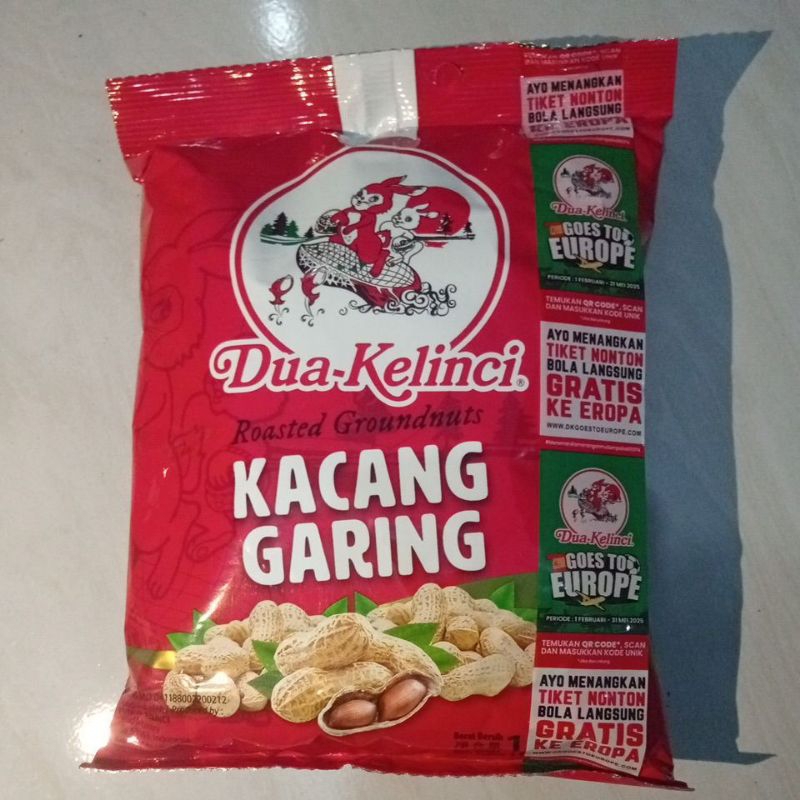 Dua-Kelinci®
Roasted Groundnuts
KACANG
GARING
Berat Bersih
AYO MENANGKAN
TIKET NONTON
BOLA LANGSUNG
KE EROPA
Dua-Kelinci
GOES TO
EUROPE
PERIODE : 1 FEBRUARI - 31 MEI 2025
TEMUKAN QR CODE*, SCAN
DAN MASUKKAN KODE UNIK
AYO MENANGKAN
TIKET NONTON
BOLA LANGSUNG
GRATIS
KE EROPA
WWW.DKGOESTOEUROPE.COM
Dua-Kelinci
GOES TO
EUROPE
PERIODE : 1 FEBRUARI - 31 MEI 2025
TEMUKAN QR CODE*, SCAN
DAN MASUKKAN KODE UNIK
AYO MENANGKAN
TIKET NONTON
BOLA LANGSUNG
GRATIS
KE EROPA